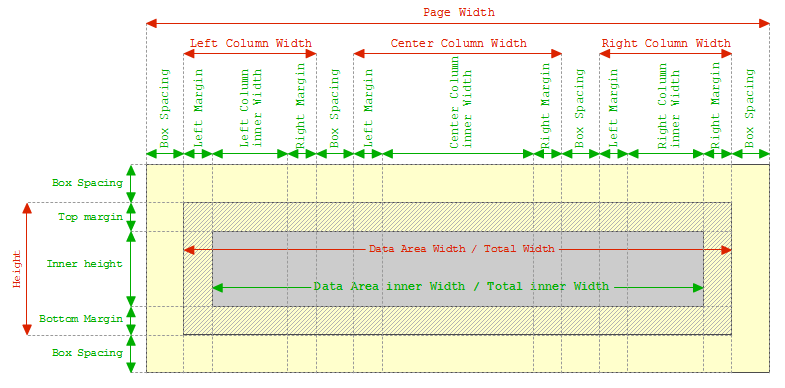 Page Width
Left Column Width
Center Column Width
Right Column Width
Box Spacing
Left Margin
Left Column
inner Width
Right Margin
Box Spacing
Left Margin
Center Column
inner Width
Right Margin
Box Spacing
Left Margin
Right Column
inner Width
Right Margin
Box Spacing
Box Spacing
Top margin
Height
Inner height
Bottom Margin
Box Spacing
Data Area Width / Total Width
Data Area inner Width / Total inner Width